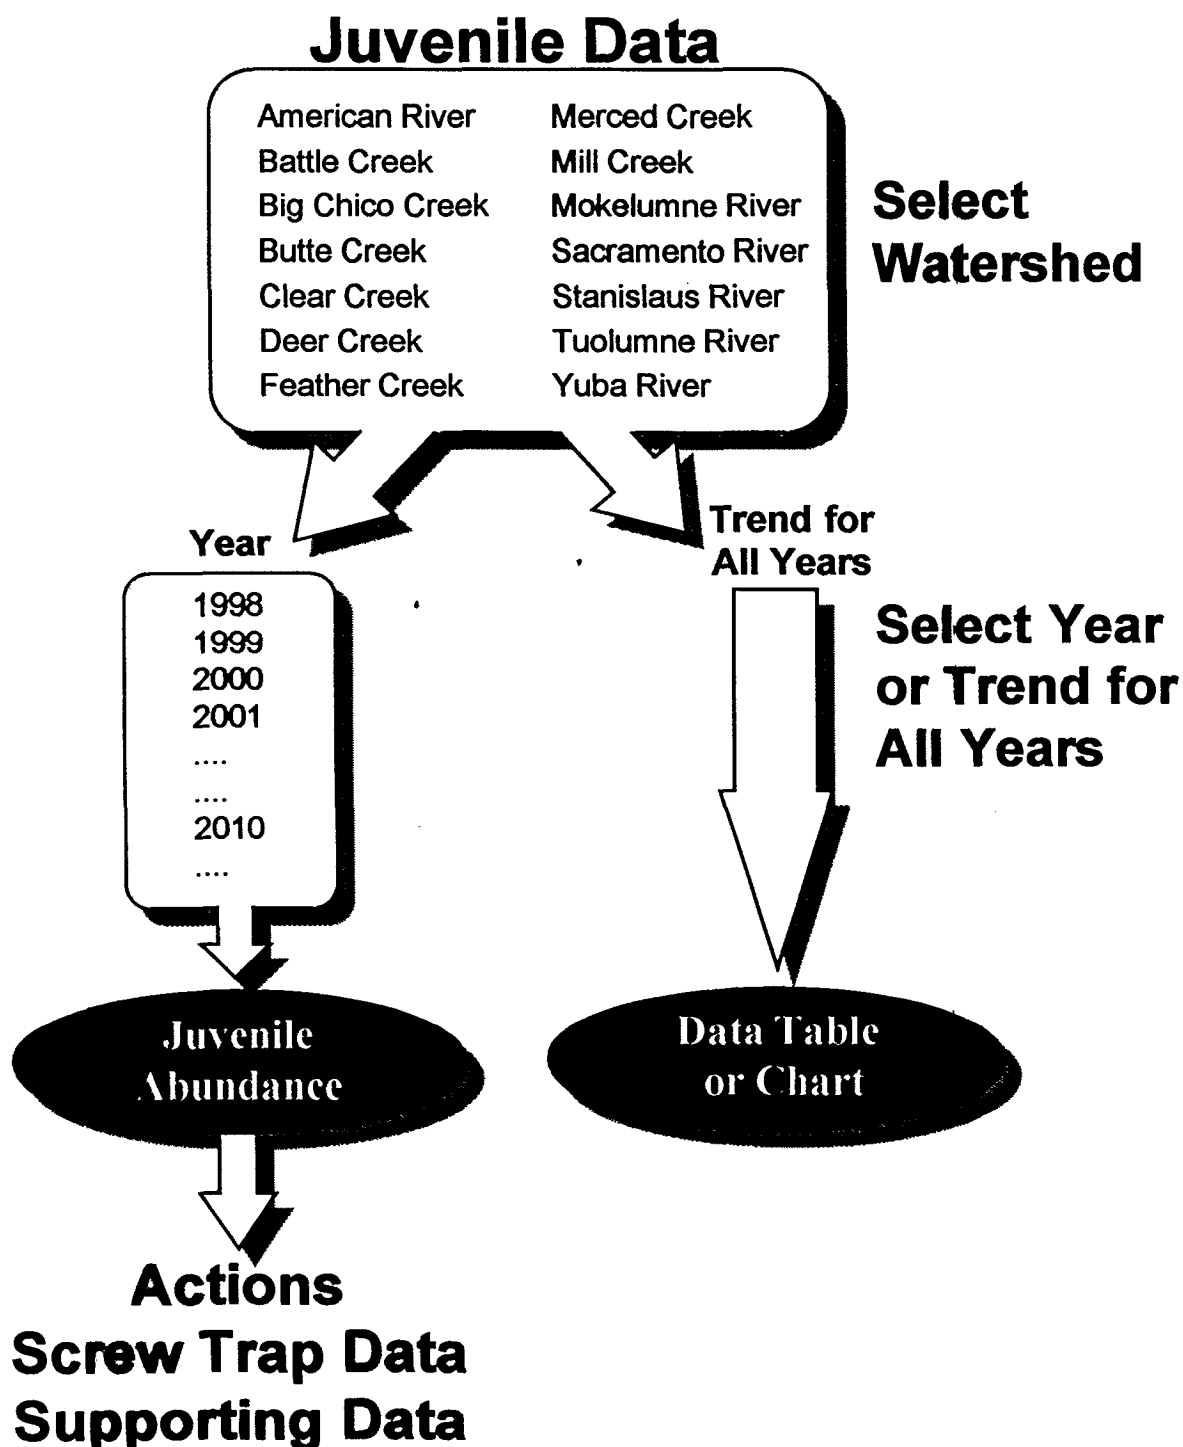 Juvenile Data
American River
Battle Creek
Big Chico Creek
Butte Creek
Clear Creek
Deer Creek
Feather Creek
Merced Creek
Mill Creek
Mokelumne River
Sacramento River
Stanislaus River
Tuolumne River
Yuba River
Select
Watershed
Year
1998
1999
2000
2001
....
....
2010
....
Trend for
All Years
Select Year
or Trend for
All Years
Juvenile
Abundance
Data Table
or Chart
Actions
Screw Trap Data
Supporting Data